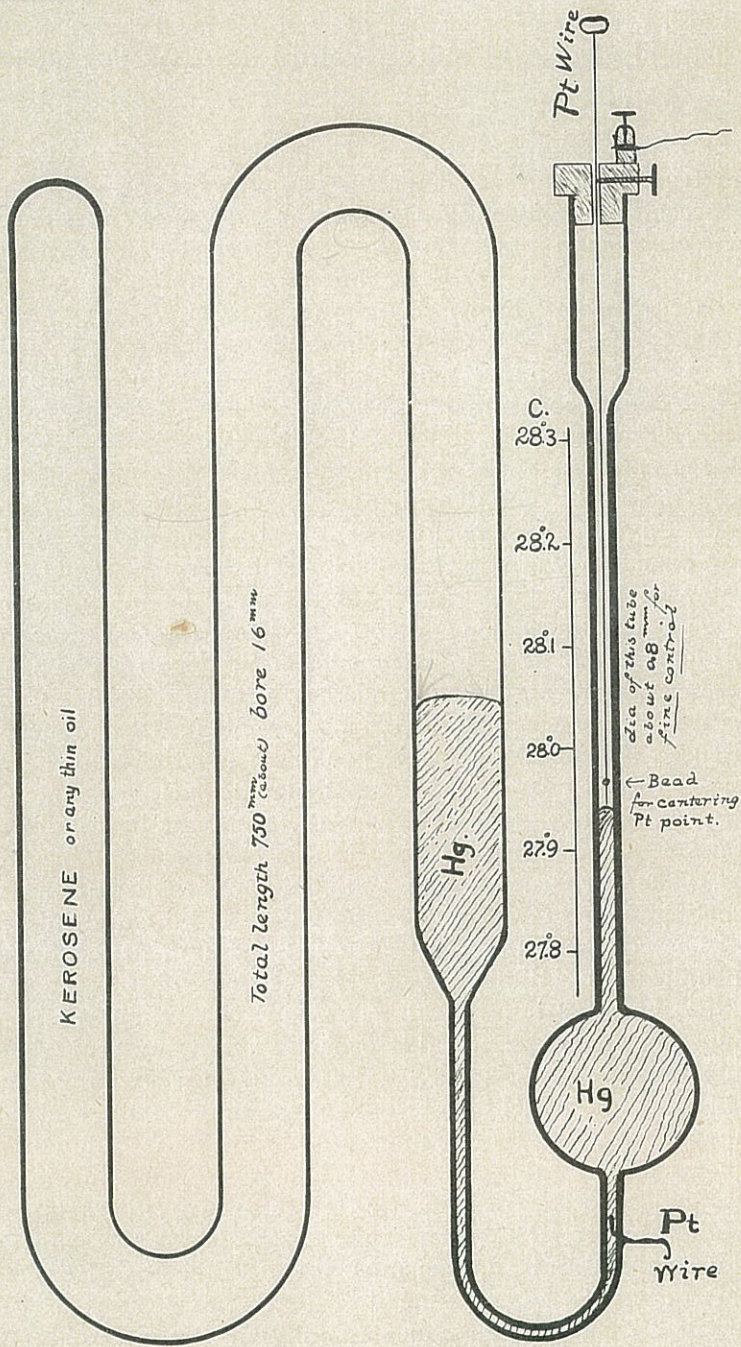 Pt Wire
C.
28.°3
28.°2
28.°1
28.°0
27.°9
27.°8
dia of this tube
about 0.8 mm for
fine control
← Bead
for centering
Pt point.
KEROSENE or any thin oil
Total length 750 mm (about) bore 16 mm
Hg.
Hg
Pt
Wire